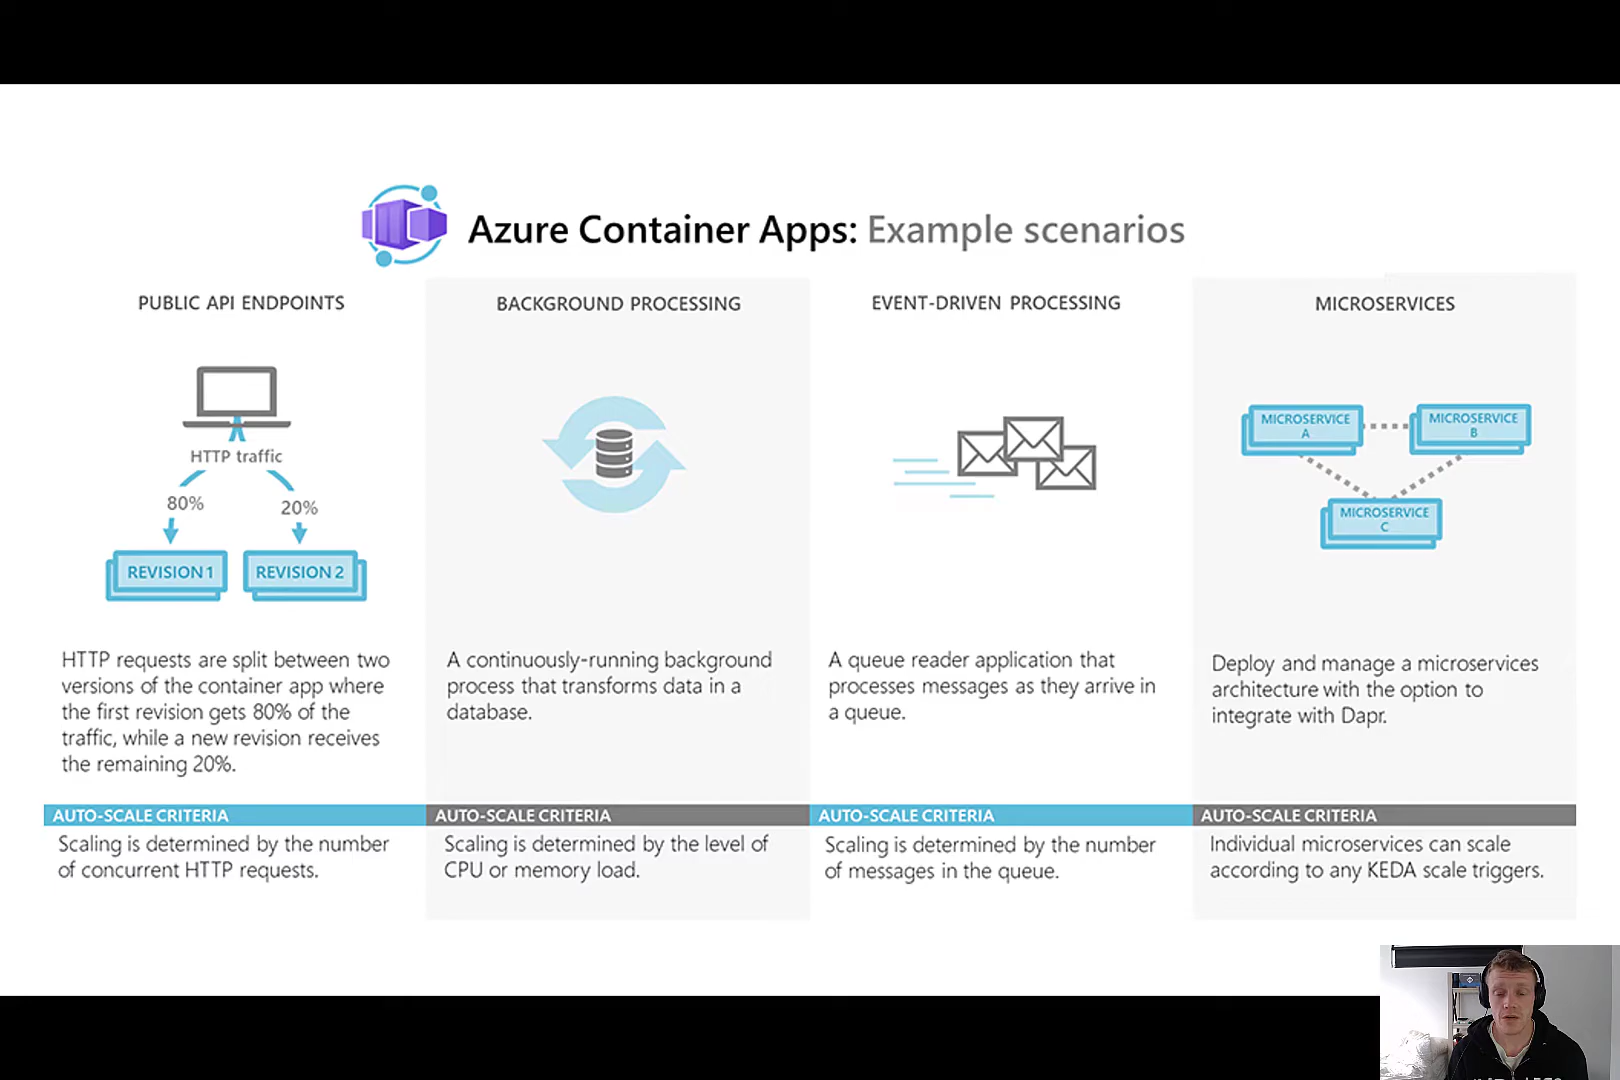 Azure Container Apps: Example scenarios
PUBLIC API ENDPOINTS
HTTP traffic
80%
20%
REVISION 1
REVISION 2
HTTP requests are split between two
versions of the container app where
the first revision gets 80% of the
traffic, while a new revision receives
the remaining 20%.
AUTO-SCALE CRITERIA
Scaling is determined by the number
of concurrent HTTP requests.
BACKGROUND PROCESSING
A continuously-running background
process that transforms data in a
database.
AUTO-SCALE CRITERIA
Scaling is determined by the level of
CPU or memory load.
EVENT-DRIVEN PROCESSING
A queue reader application that
processes messages as they arrive in
a queue.
AUTO-SCALE CRITERIA
Scaling is determined by the number
of messages in the queue.
MICROSERVICES
MICROSERVICE
A
MICROSERVICE
B
MICROSERVICE
C
Deploy and manage a microservices
architecture with the option to
integrate with Dapr.
AUTO-SCALE CRITERIA
Individual microservices can scale
according to any KEDA scale triggers.